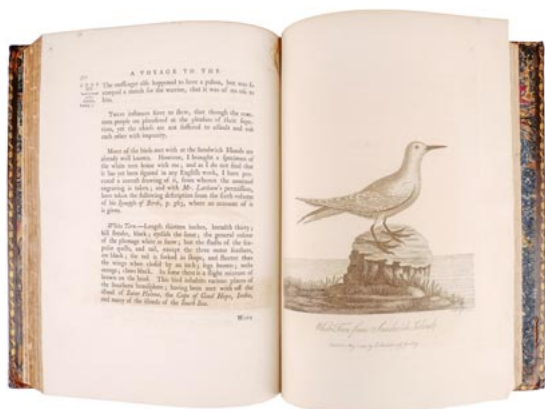 A VOYAGE TO THE
The messenger also happened to have a pahoa, but was
a match for the warrior, that it was of no use to
him.
These instances serve to shew, that though the com-
mon people are plundered at the pleasure of their supe-
riors, yet the chiefs are not suffered to assault and rob
each other with impunity.
Most of the birds met with at the Sandwich Islands are
already well known. However, I brought a specimen of
the white tern home with me; and as I do not find that
it has yet been figured in any English work, I have pro-
cured a correct drawing of it, from whence the annexed
engraving is taken; and with Mr. Latham's permission,
have taken the following description from the sixth volume
of his Synopsis of Birds, p. 363, where an account of it
is given.
White Tern.—Length thirteen inches, breadth thirty;
bill slender, black; eyelids the same; the general colour
of the plumage white as snow; but the shafts of the sca-
pular quills, and tail, except the three outer feathers,
are black; the tail is forked in shape, and shorter than
the wings when closed by an inch; legs brown; webs
orange; claws black. In some there is a slight mixture of
brown on the head. This bird inhabits various places of
the southern hemisphere; having been met with off the
island of Saint Helena, the Cape of Good Hope, India,
and many of the islands of the South Sea.
White Tern from Sandwich Islands